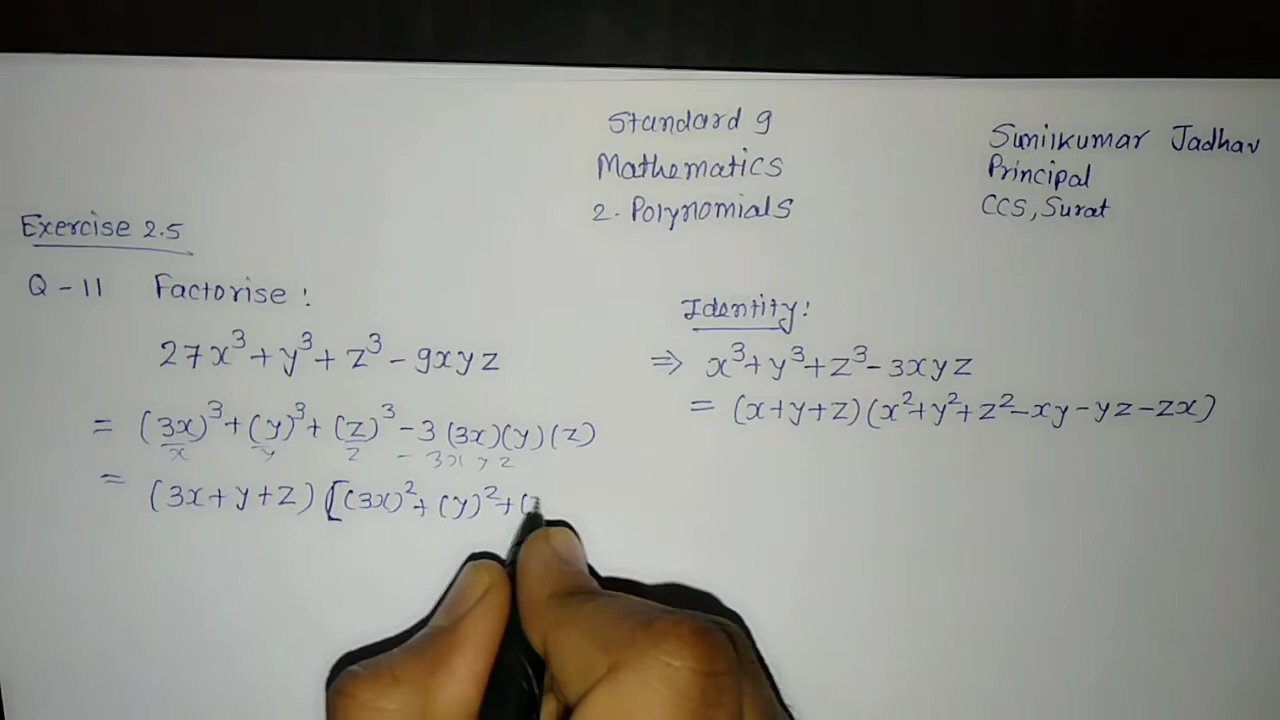 Standard 9
Mathematics
2. Polynomials
Sunilkumar Jadhav
Principal
CCS, Surat
Exercise 2.5
Q - 11 Factorise :
27x³ + y³ + z³ - 9xyz
= (3x)³ + (y)³ + (z)³ - 3 (3x)(y)(z)
x y z - 3x y z
= (3x + y + z) [(3x)² + (y)² + (
Identity:
⇒ x³ + y³ + z³ - 3xyz
= (x+y+z)(x²+y²+z²-xy-yz-zx)